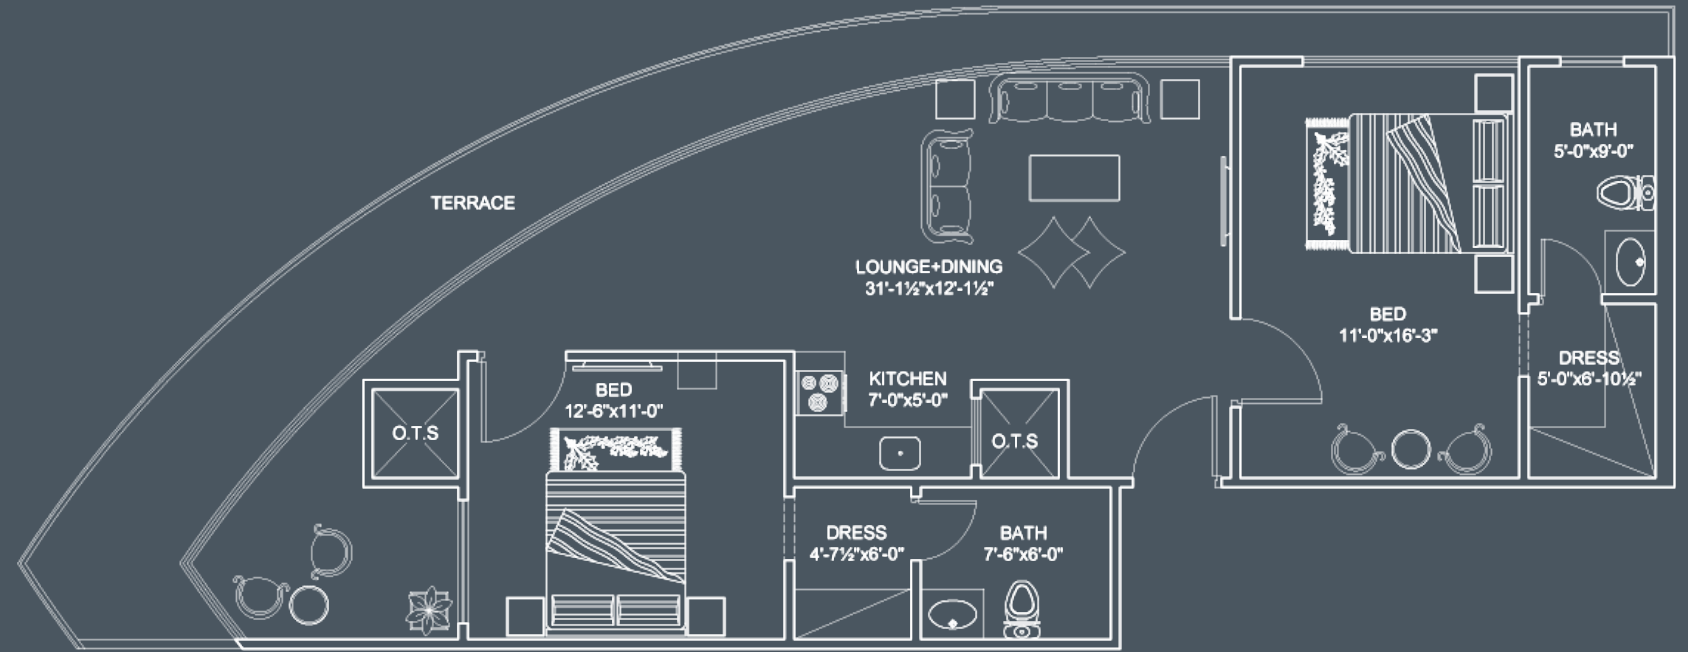 TERRACE
LOUNGE+DINING
31'-1½"x12'-1½"
BATH
5'-0"x9'-0"
BED
11'-0"x16'-3"
DRESS
5'-0"x6'-10½"
BED
12'-6"x11'-0"
KITCHEN
7'-0"x5'-0"
O.T.S
O.T.S
DRESS
4'-7½"x6'-0"
BATH
7'-6"x6'-0"